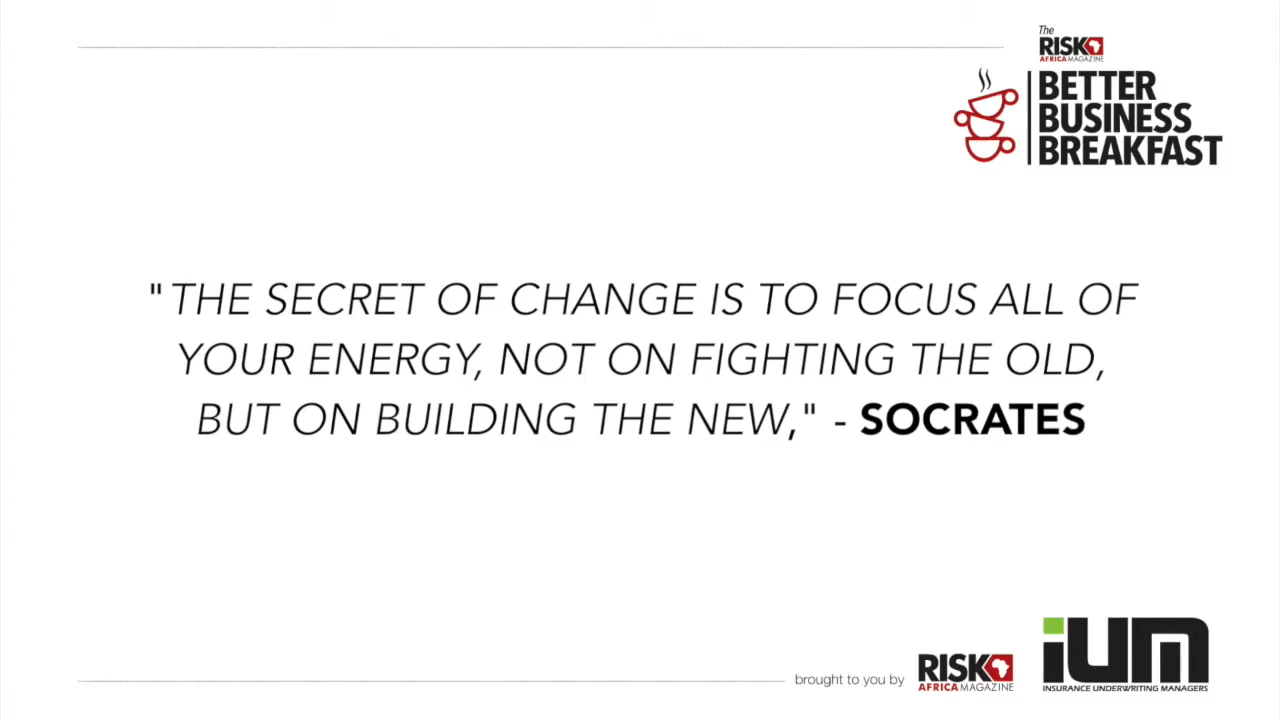 The
RISK
AFRICA MAGAZINE
BETTER
BUSINESS
BREAKFAST
"THE SECRET OF CHANGE IS TO FOCUS ALL OF
YOUR ENERGY, NOT ON FIGHTING THE OLD,
BUT ON BUILDING THE NEW," - SOCRATES
brought to you by
RISK
AFRICA MAGAZINE
iUM
INSURANCE UNDERWRITING MANAGERS